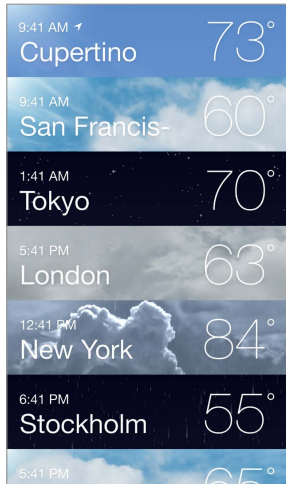 9:41 AM
Cupertino
73°
9:41 AM
San Francis-
60°
1:41 AM
Tokyo
70°
5:41 PM
London
63°
12:41 PM
New York
84°
6:41 PM
Stockholm
55°
5:41 PM
65°